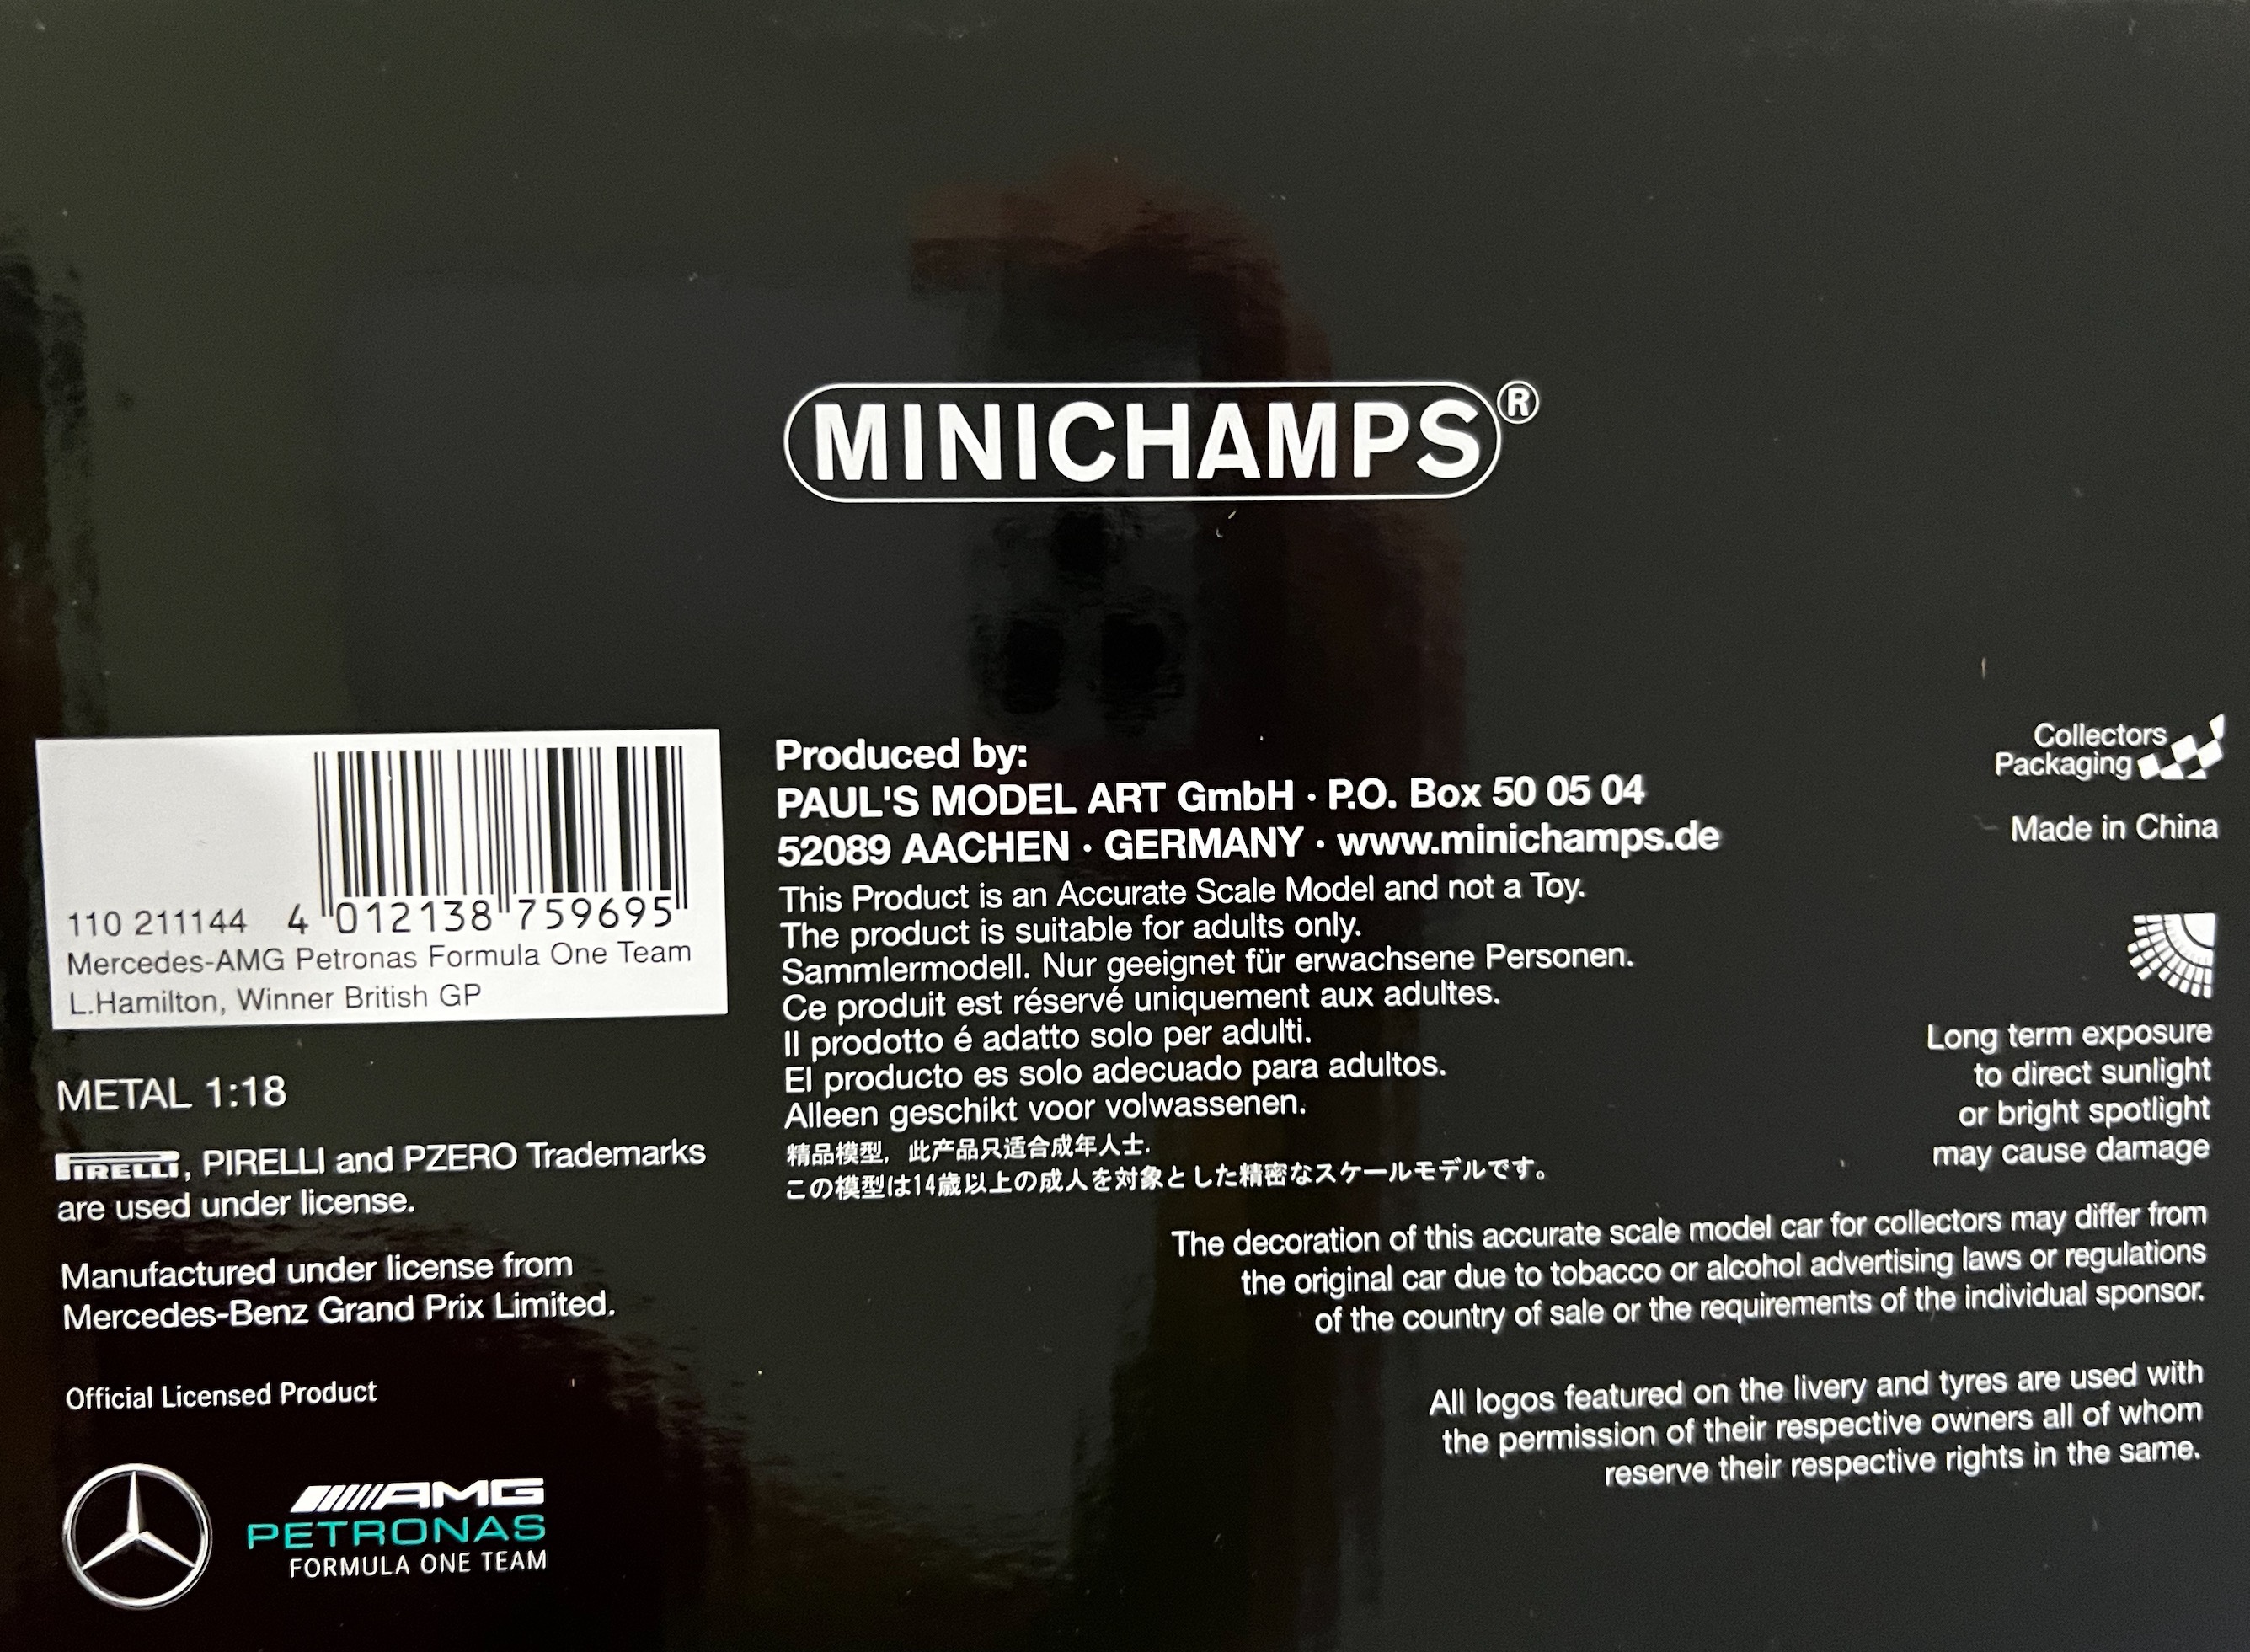 MINICHAMPS®
110 211144 4 012138 759695
Mercedes-AMG Petronas Formula One Team
L.Hamilton, Winner British GP
METAL 1:18
PIRELLI, PIRELLI and PZERO Trademarks
are used under license.
Manufactured under license from
Mercedes-Benz Grand Prix Limited.
Official Licensed Product
AMG
PETRONAS
FORMULA ONE TEAM
Produced by:
PAUL'S MODEL ART GmbH · P.O. Box 50 05 04
52089 AACHEN · GERMANY · www.minichamps.de
This Product is an Accurate Scale Model and not a Toy.
The product is suitable for adults only.
Sammlermodell. Nur geeignet für erwachsene Personen.
Ce produit est réservé uniquement aux adultes.
Il prodotto é adatto solo per adulti.
El producto es solo adecuado para adultos.
Alleen geschikt voor volwassenen.
精品模型，此产品只适合成年人士.
この模型は14歳以上の成人を対象とした精密なスケールモデルです。
Collectors
Packaging
Made in China
Long term exposure
to direct sunlight
or bright spotlight
may cause damage
The decoration of this accurate scale model car for collectors may differ from
the original car due to tobacco or alcohol advertising laws or regulations
of the country of sale or the requirements of the individual sponsor.
All logos featured on the livery and tyres are used with
the permission of their respective owners all of whom
reserve their respective rights in the same.